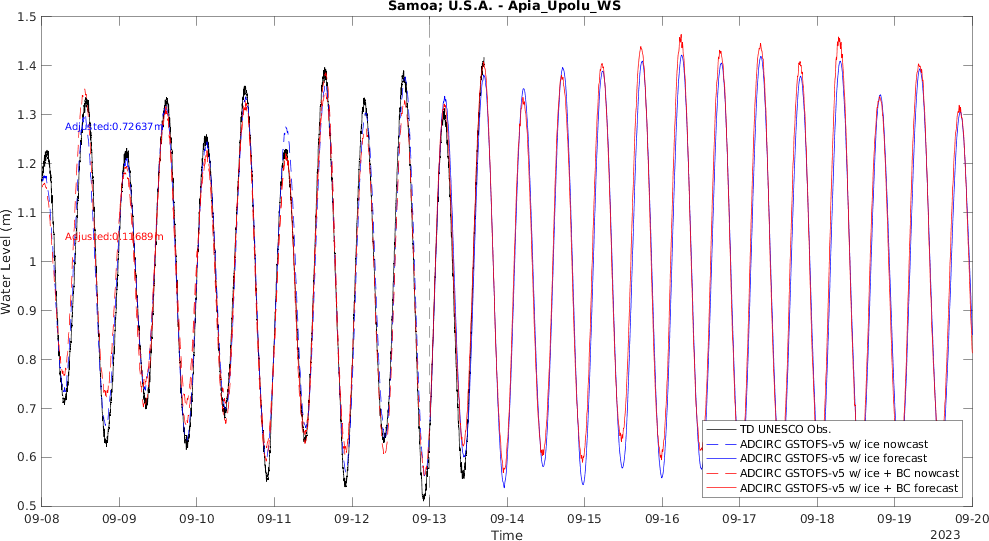 Samoa; U.S.A. - Apia_Upolu_WS
1.5
1.4
1.3
1.2
1.1
1
0.9
0.8
0.7
0.6
0.5
Water Level (m)
Adjusted:0.72637m
Adjusted:0.11689m
TD UNESCO Obs.
ADCIRC GSTOFS-v5 w/ ice nowcast
ADCIRC GSTOFS-v5 w/ ice forecast
ADCIRC GSTOFS-v5 w/ ice + BC nowcast
ADCIRC GSTOFS-v5 w/ ice + BC forecast
09-08 09-09 09-10 09-11 09-12 09-13 09-14 09-15 09-16 09-17 09-18 09-19 09-20
Time
2023